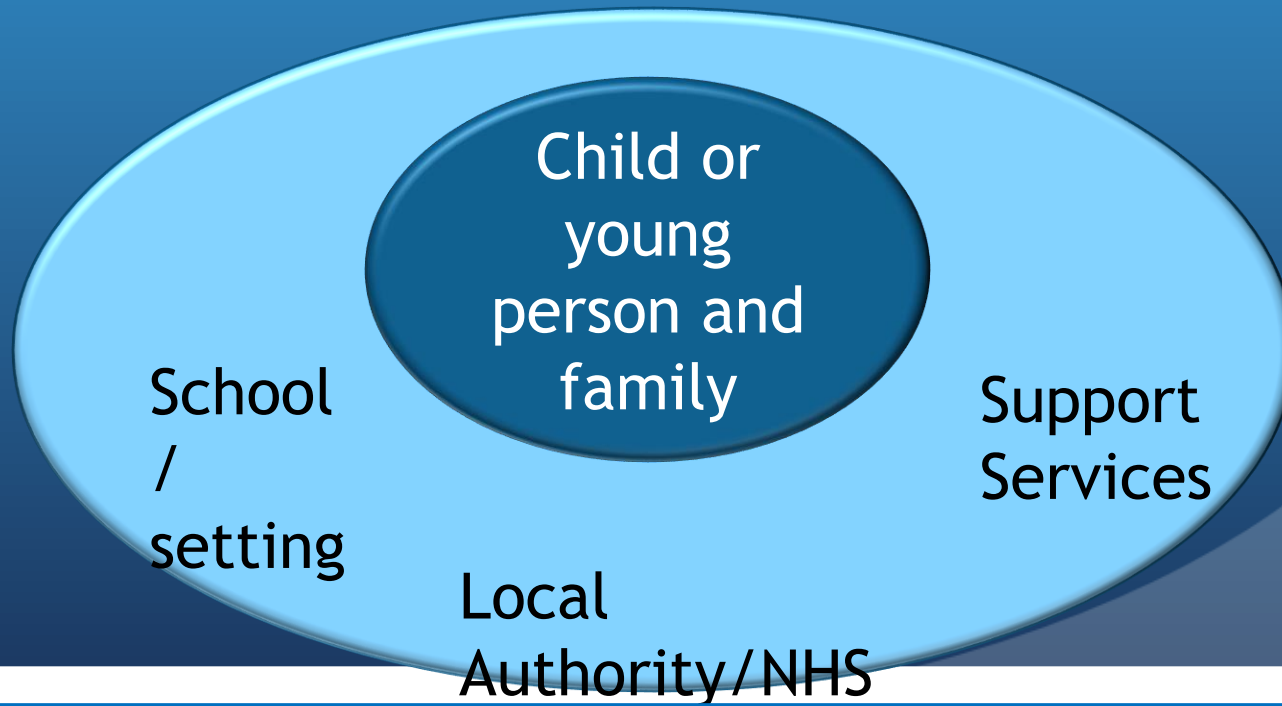 Child or
young
person and
family
School
/
setting
Support
Services
Local
Authority/NHS